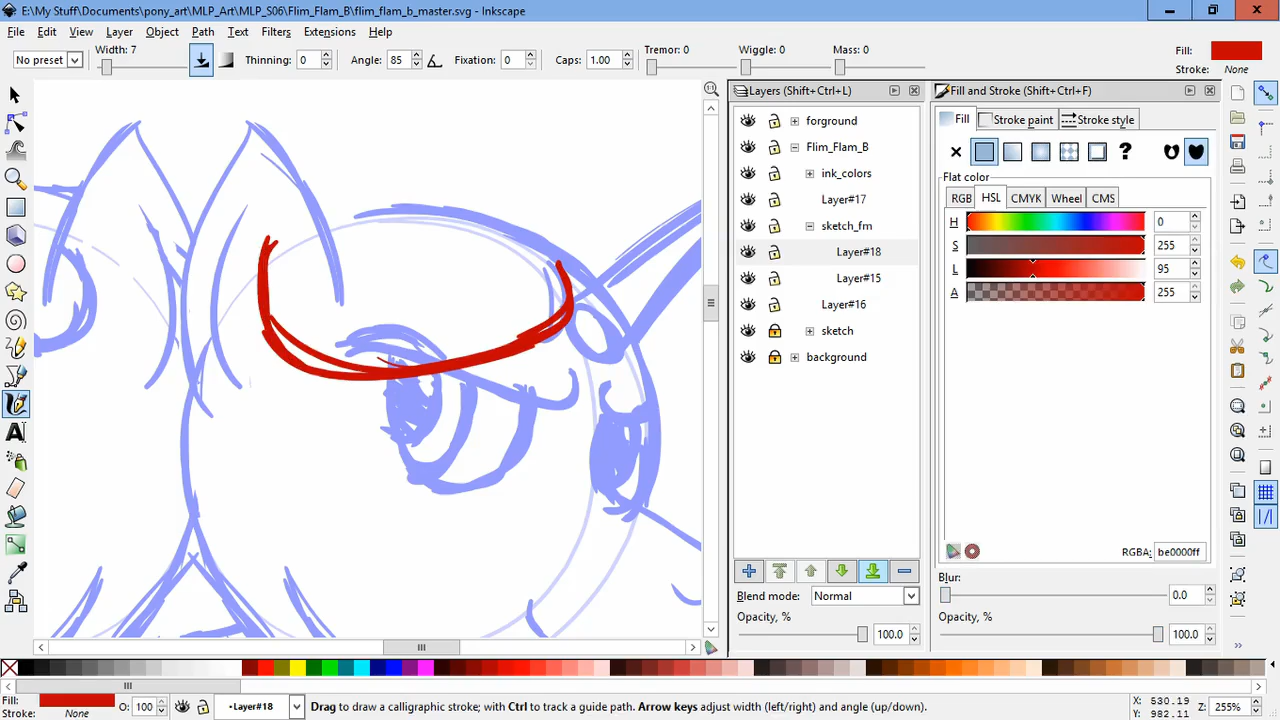 E:\My Stuff\Documents\pony_art\MLP_Art\MLP_S06\Flim_Flam_B\flim_flam_b_master.svg - Inkscape
File Edit View Layer Object Path Text Filters Extensions Help
No preset Width: 7 Thinning: 0 Angle: 85 Fixation: 0 Caps: 1.00 Tremor: 0 Wiggle: 0 Mass: 0 Fill:
Stroke: None
Layers (Shift+Ctrl+L)
forground
Flim_Flam_B
ink_colors
Layer#17
sketch_fm
Layer#18
Layer#15
Layer#16
sketch
background
Blend mode: Normal
Opacity, % 100.0
Fill and Stroke (Shift+Ctrl+F)
Fill Stroke paint Stroke style
?
Flat color
RGB HSL CMYK Wheel CMS
H 0
S 255
L 95
A 255
RGBA: be0000ff
Blur:
0.0
Opacity, %
100.0
Fill:
Stroke: None
O: 100 •Layer#18 Drag to draw a calligraphic stroke; with Ctrl to track a guide path. Arrow keys adjust width (left/right) and angle (up/down).
X: 530.19
Y: 982.11
Z: 255%